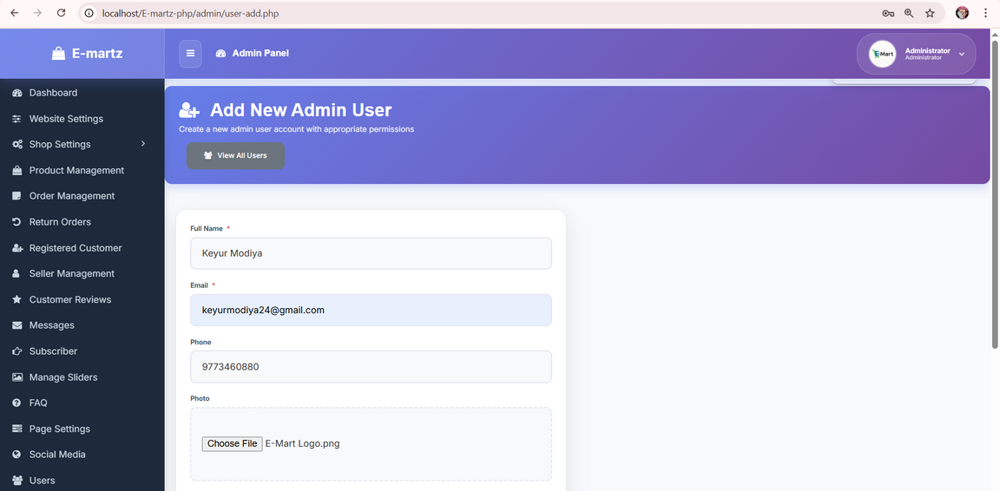 localhost/E-martz-php/admin/user-add.php
E-martz
Admin Panel
E-Mart
Administrator
Administrator
Dashboard
Website Settings
Shop Settings
Product Management
Order Management
Return Orders
Registered Customer
Seller Management
Customer Reviews
Messages
Subscriber
Manage Sliders
FAQ
Page Settings
Social Media
Users
Add New Admin User
Create a new admin user account with appropriate permissions
View All Users
Full Name *
Keyur Modiya
Email *
keyurmodiya24@gmail.com
Phone
9773460880
Photo
Choose File E-Mart Logo.png